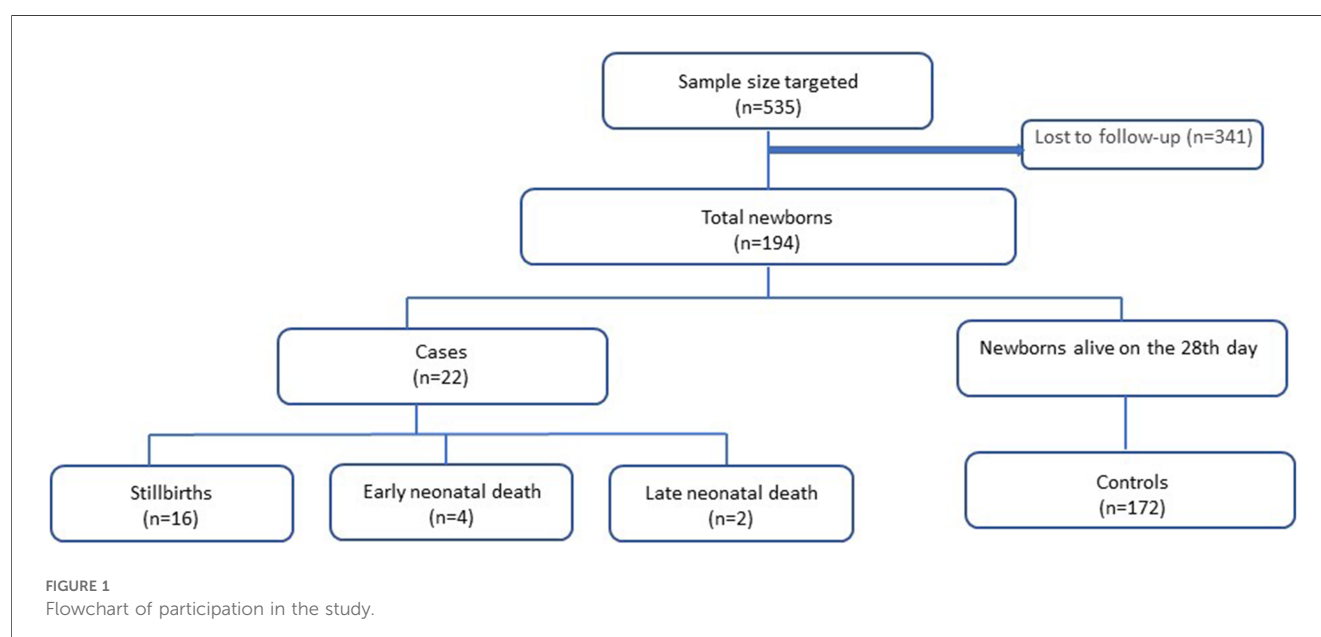 Sample size targeted
(n=535)
Lost to follow-up (n=341)
Total newborns
(n=194)
Cases
(n=22)
Newborns alive on the 28th day
Stillbirths
(n=16)
Early neonatal death
(n=4)
Late neonatal death
(n=2)
Controls
(n=172)
FIGURE 1
Flowchart of participation in the study.